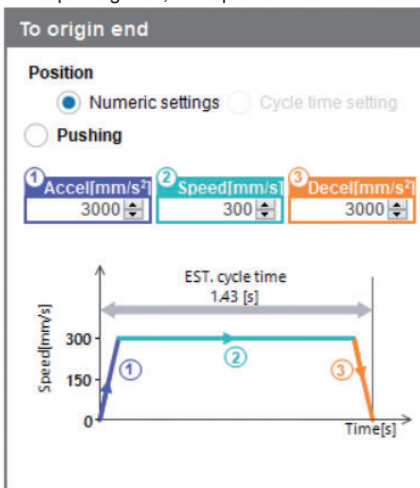 To origin end
Position
Numeric settings Cycle time setting
Pushing
① Accel[mm/s²] ② Speed[mm/s] ③ Decel[mm/s²]
3000 300 3000
EST. cycle time
1.43 [s]
Speed[mm/s]
300
150
0
① ② ③
Time[s]